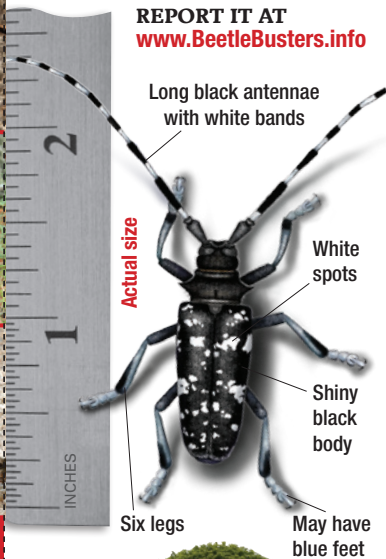 REPORT IT AT
www.BeetleBusters.info
Long black antennae
with white bands
2
Actual size
White
spots
1
Shiny
black
body
INCHES
Six legs
May have
blue feet